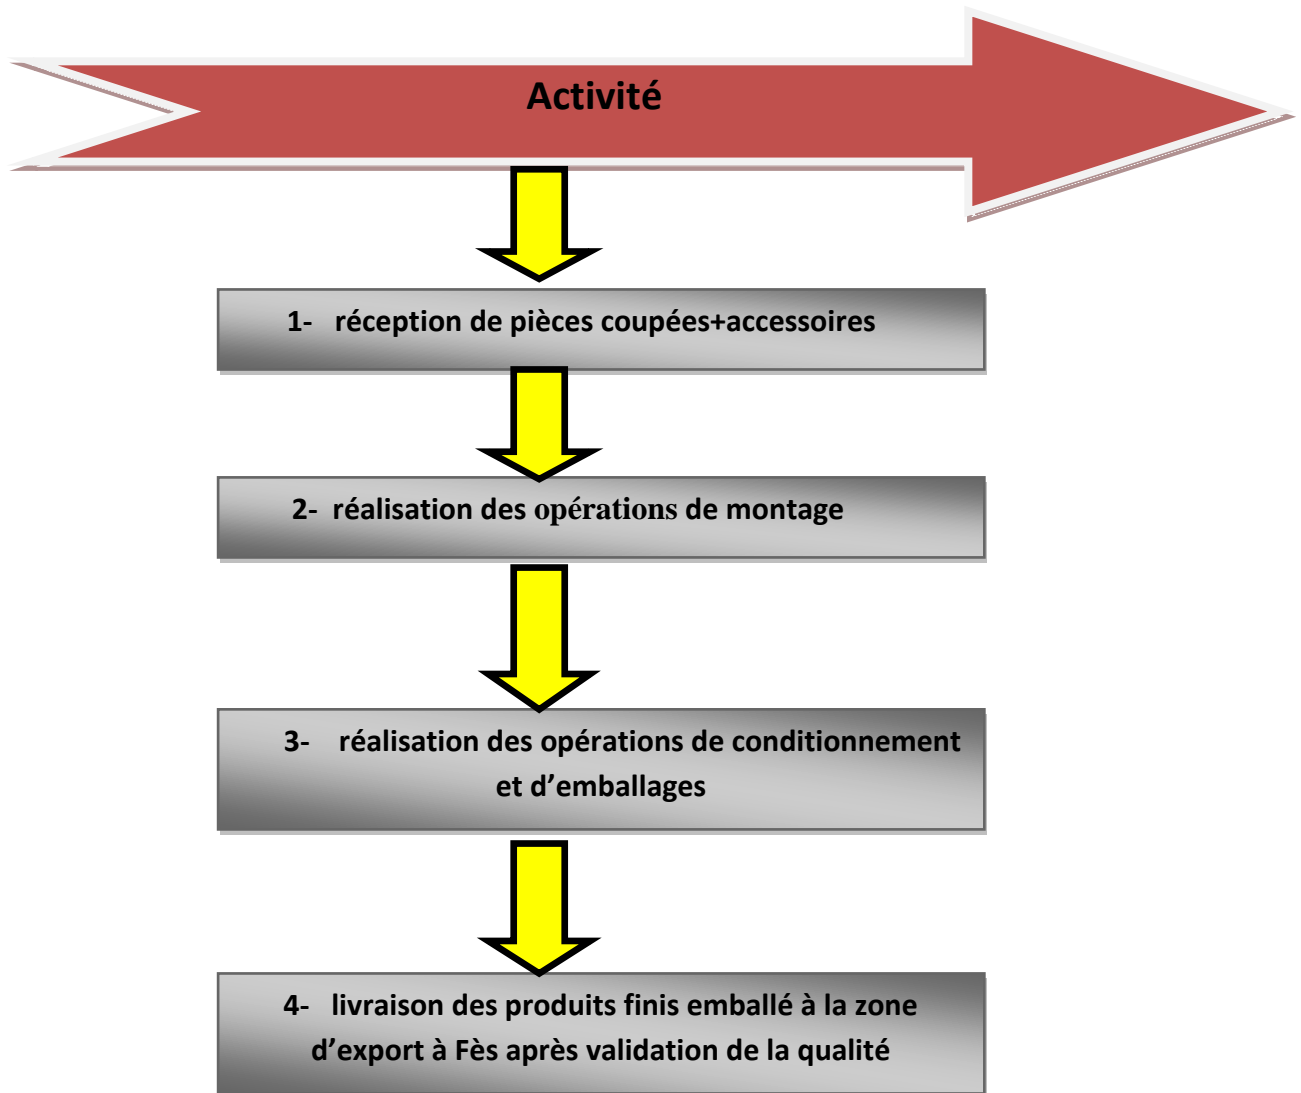 Activité
1- réception de pièces coupées+accessoires
2- réalisation des opérations de montage
3- réalisation des opérations de conditionnement
et d’emballages
4- livraison des produits finis emballé à la zone
d’export à Fès après validation de la qualité